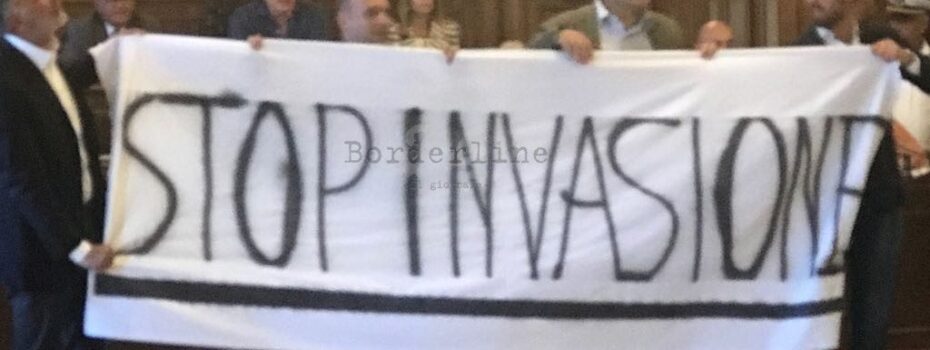 STOP INVASIONE
Borderline